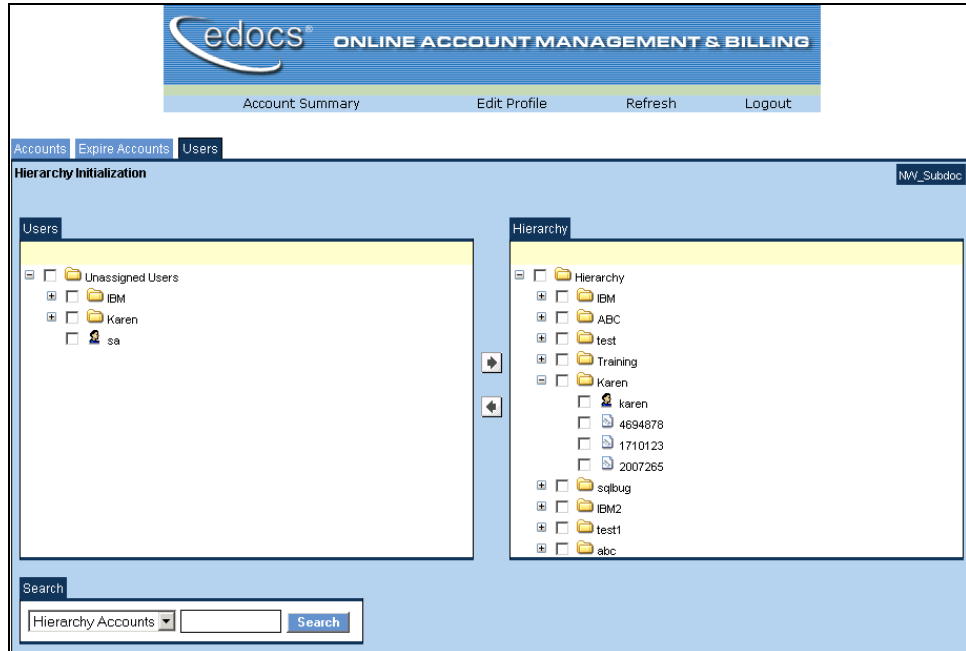 edocs® ONLINE ACCOUNT MANAGEMENT & BILLING
Account Summary Edit Profile Refresh Logout
Accounts Expire Accounts Users
Hierarchy Initialization
NW_Subdoc
Users
Unassigned Users
IBM
Karen
sa
Hierarchy
Hierarchy
IBM
ABC
test
Training
Karen
karen
4694878
1710123
2007265
sqlbug
IBM2
test1
abc
Search
Hierarchy Accounts Search